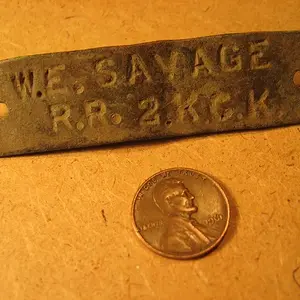 W.E. SAVAGE
R.R. 2. K.C. K.